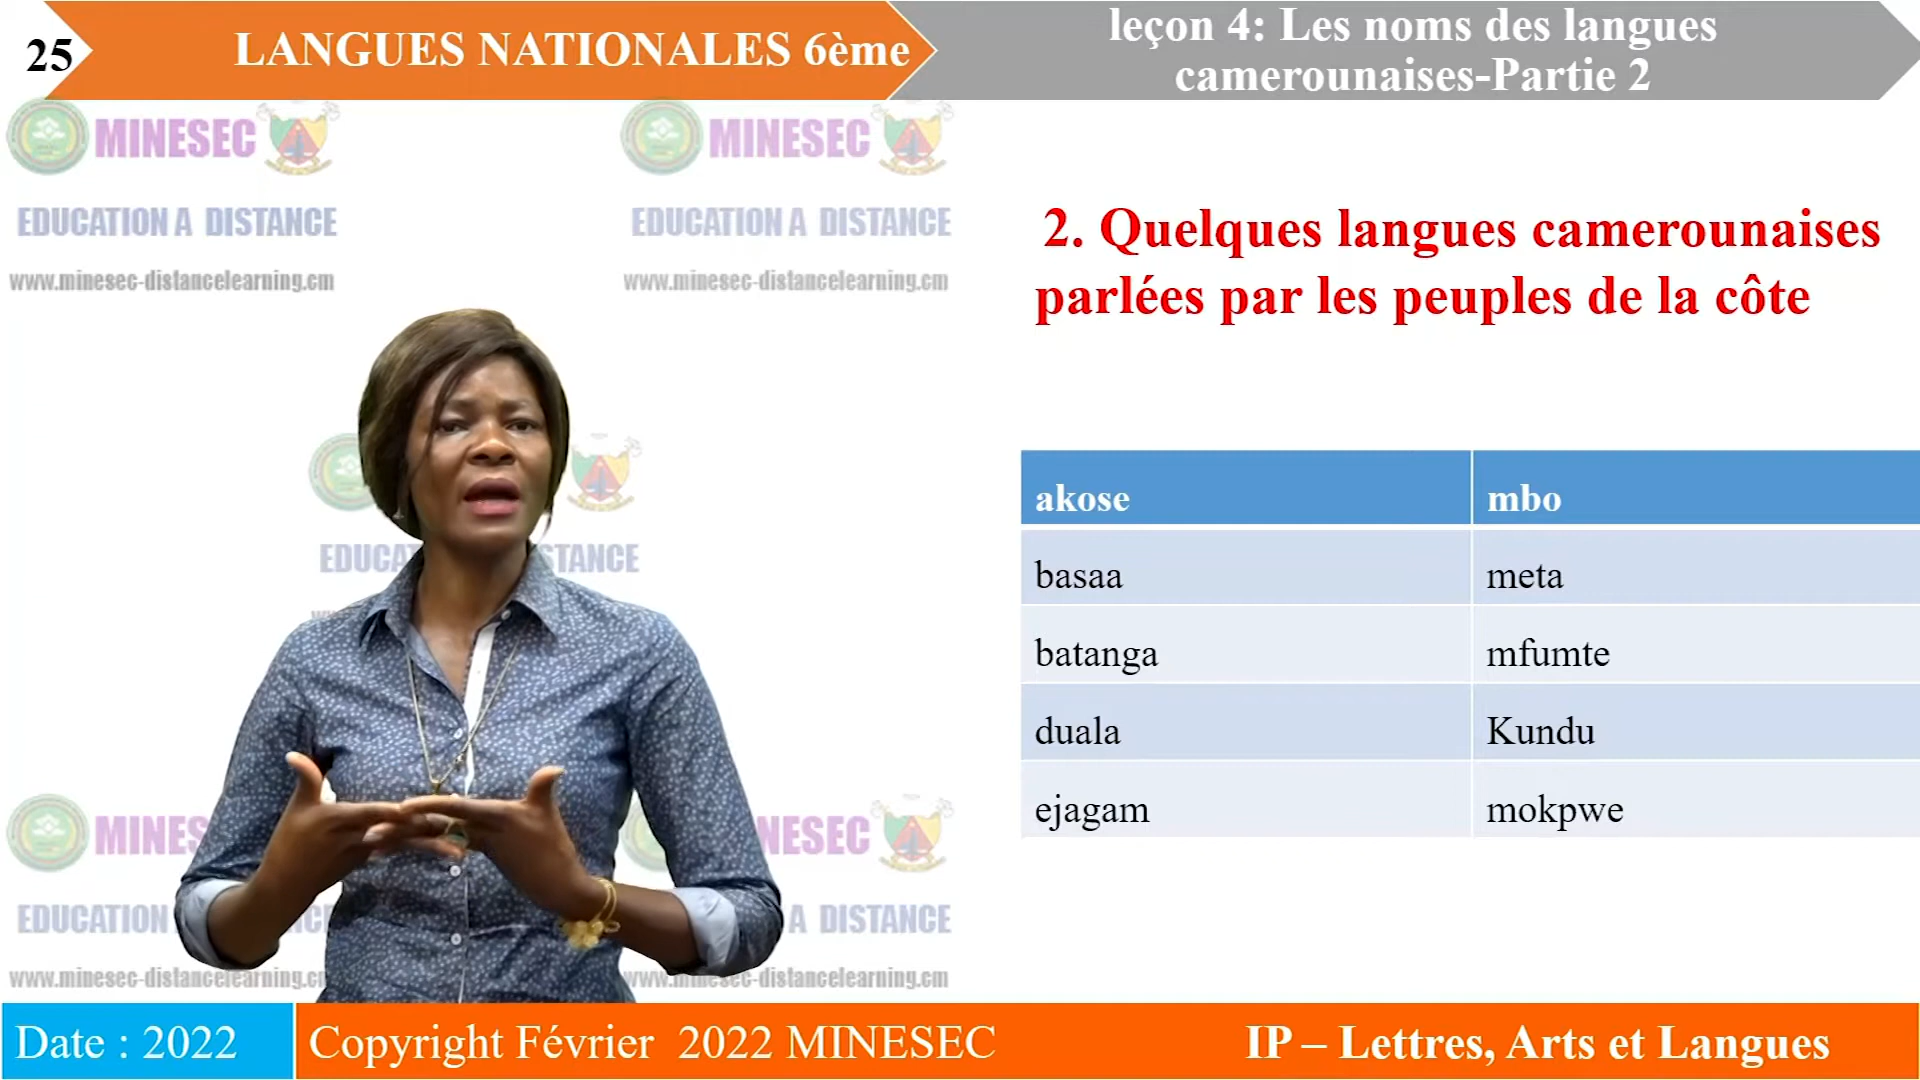 25
LANGUES NATIONALES 6ème
leçon 4: Les noms des langues
camerounaises-Partie 2
MINESEC
MINESEC
EDUCATION A DISTANCE
EDUCATION A DISTANCE
www.minesec-distancelearning.cm
www.minesec-distancelearning.cm
2. Quelques langues camerounaises
parlées par les peuples de la côte
akose
mbo
basaa
meta
batanga
mfumte
duala
Kundu
ejagam
mokpwe
A DISTANCE
Date : 2022
Copyright Février 2022 MINESEC
IP – Lettres, Arts et Langues